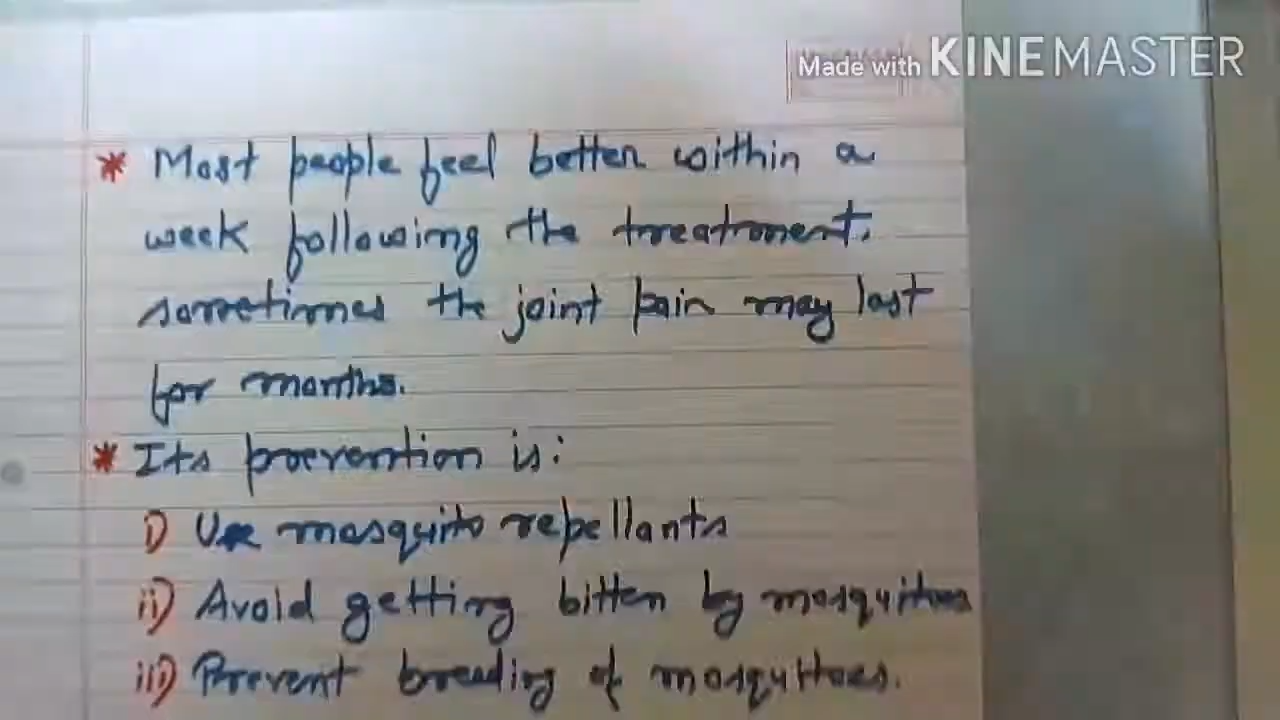 Made with KINEMASTER
* Most people feel better within a
week following the treatment.
sometimes the joint pain may last
for months.
* Its prevention is:
i) Use mosquito repellants
ii) Avoid getting bitten by mosquitoes
iii) Prevent breeding of mosquittoes.